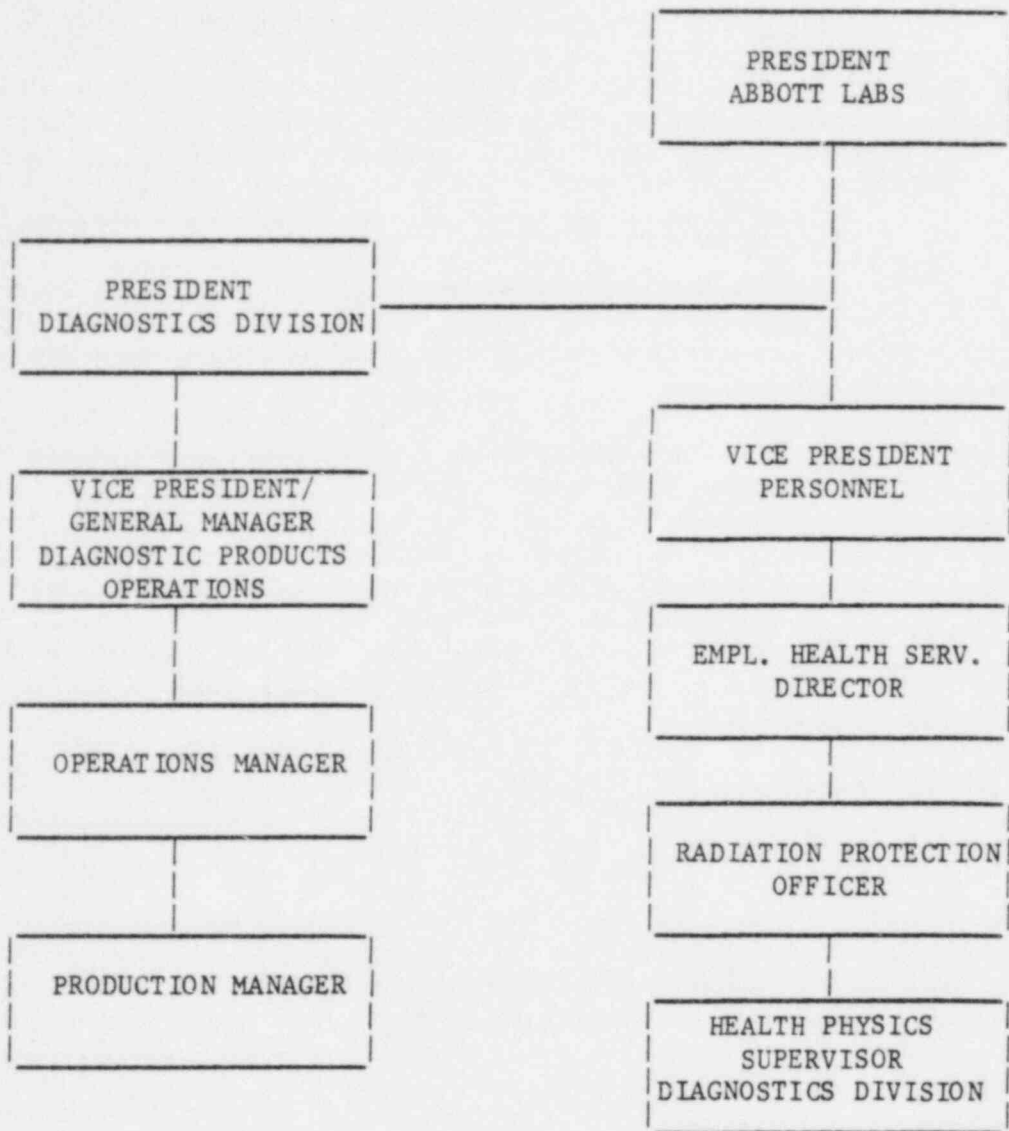 PRESIDENT
ABBOTT LABS
PRESIDENT
DIAGNOSTICS DIVISION
VICE PRESIDENT/
GENERAL MANAGER
DIAGNOSTIC PRODUCTS
OPERATIONS
OPERATIONS MANAGER
PRODUCTION MANAGER
VICE PRESIDENT
PERSONNEL
EMPL. HEALTH SERV.
DIRECTOR
RADIATION PROTECTION
OFFICER
HEALTH PHYSICS
SUPERVISOR
DIAGNOSTICS DIVISION